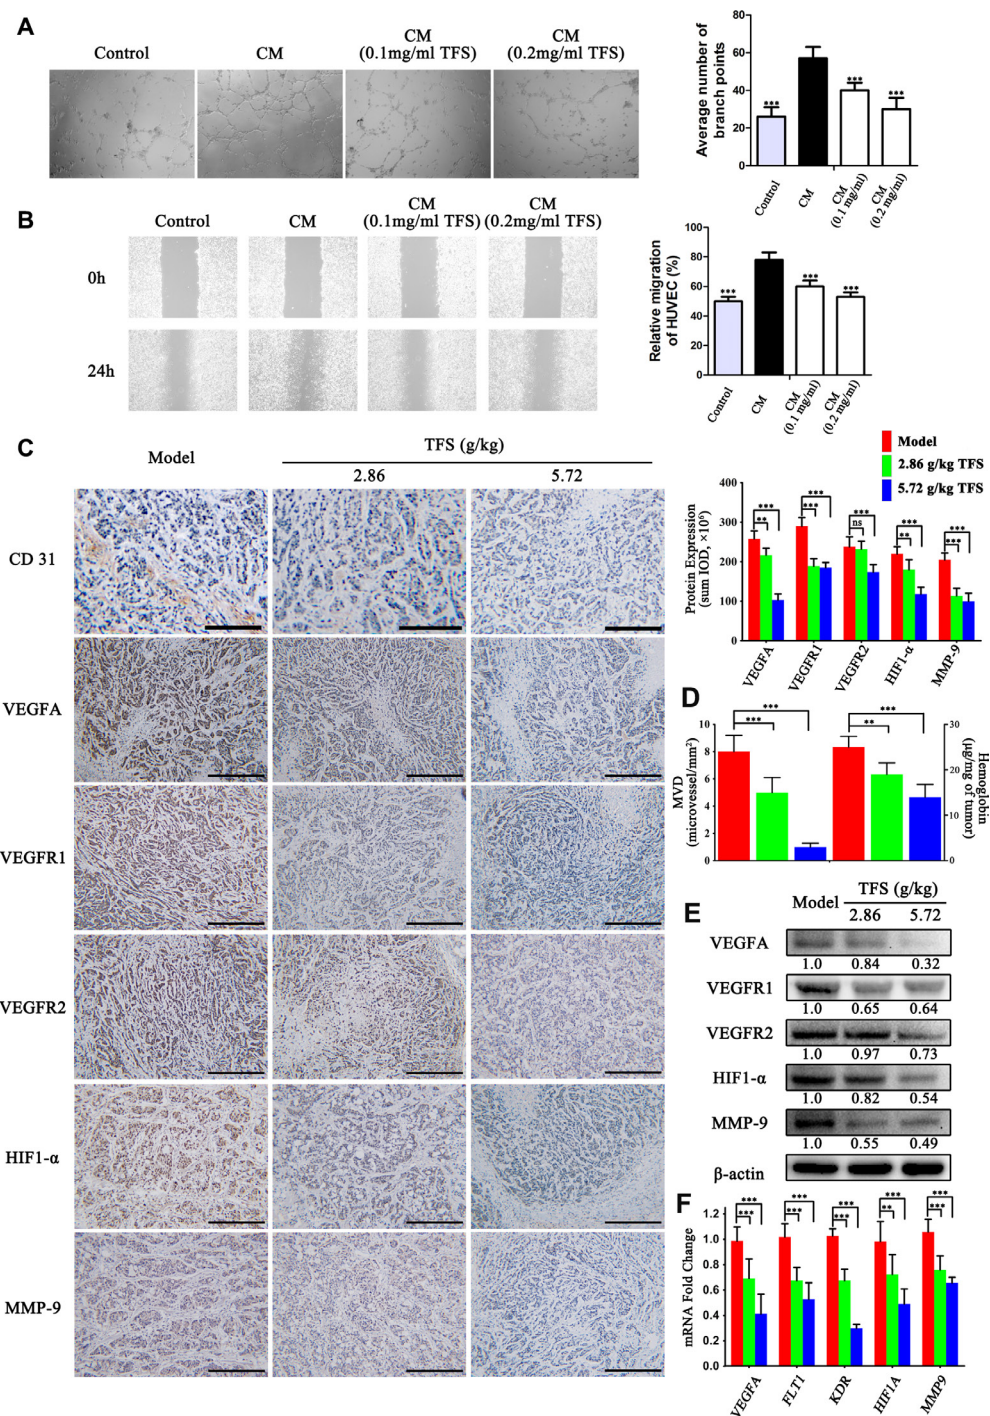 A
Control
CM
CM
(0.1mg/ml TFS)
CM
(0.2mg/ml TFS)
Average number of
branch points
80
60
40
20
0
***
***
***
Control
CM
CM
(0.1 mg/ml)
CM
(0.2 mg/ml)
B
Control
CM
CM
(0.1mg/ml TFS)
CM
(0.2mg/ml TFS)
0h
24h
Relative migration
of HUVEC (%)
100
80
60
40
20
0
***
***
***
Control
CM
CM
(0.1 mg/ml)
CM
(0.2 mg/ml)
C
Model
TFS (g/kg)
2.86
5.72
CD 31
VEGFA
VEGFR1
VEGFR2
HIF1-α
MMP-9
Model
2.86 g/kg TFS
5.72 g/kg TFS
Protein Expression
(sum IOD, ×10⁶)
400
300
200
100
0
***
**
***
***
***
ns
***
**
***
***
VEGFA
VEGFR1
VEGFR2
HIF1-α
MMP-9
D
MVD
(microvessel/mm²)
10
8
6
4
2
0
***
***
***
**
30
20
10
0
Hemoglobin
(μg/mg of tumor)
E
Model
TFS (g/kg)
2.86
5.72
VEGFA
1.0 0.84 0.32
VEGFR1
1.0 0.65 0.64
VEGFR2
1.0 0.97 0.73
HIF1-α
1.0 0.82 0.54
MMP-9
1.0 0.55 0.49
β-actin
F
mRNA Fold Change
1.2
1.0
0.8
0.6
0.4
0.2
0.0
***
***
***
***
***
***
***
**
***
***
VEGFA
FLT1
KDR
HIF1A
MMP9